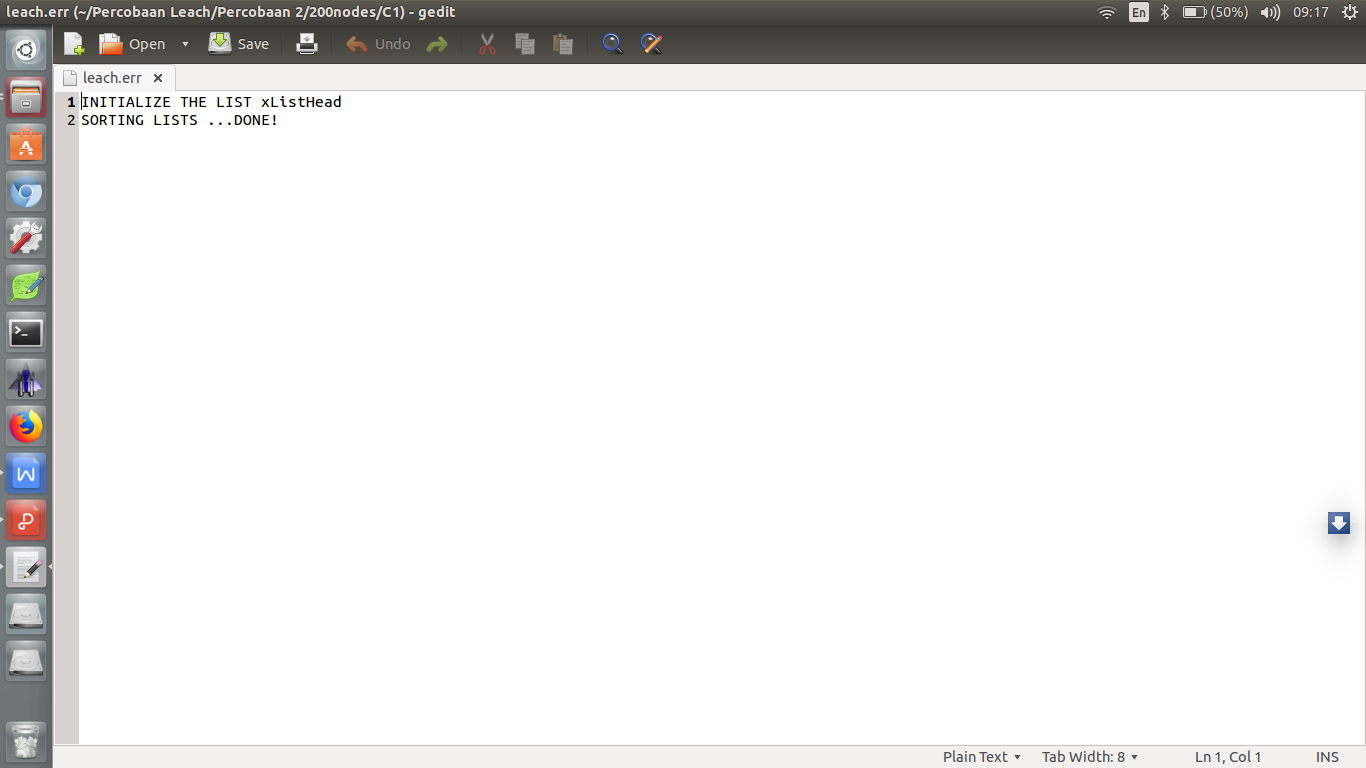 leach.err (~/Percobaan Leach/Percobaan 2/200nodes/C1) - gedit
En (50%) 09:17
Open Save Undo
leach.err
1 INITIALIZE THE LIST xListHead
2 SORTING LISTS ...DONE!
Plain Text Tab Width: 8 Ln 1, Col 1 INS